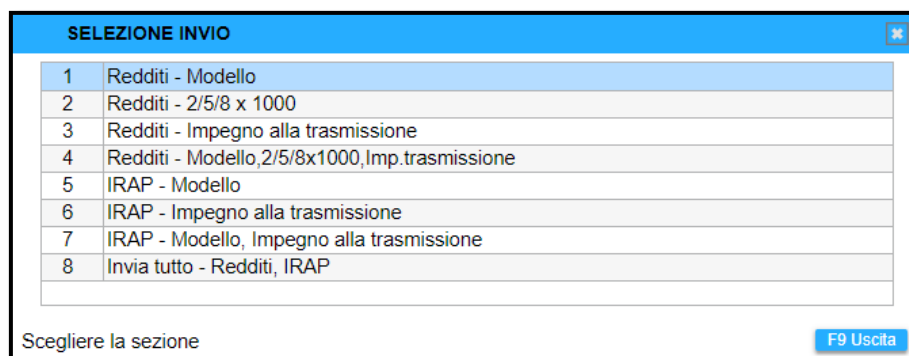 SELEZIONE INVIO
1 Redditi - Modello
2 Redditi - 2/5/8 x 1000
3 Redditi - Impegno alla trasmissione
4 Redditi - Modello,2/5/8x1000,Imp.trasmissione
5 IRAP - Modello
6 IRAP - Impegno alla trasmissione
7 IRAP - Modello, Impegno alla trasmissione
8 Invia tutto - Redditi, IRAP
Scegliere la sezione F9 Uscita